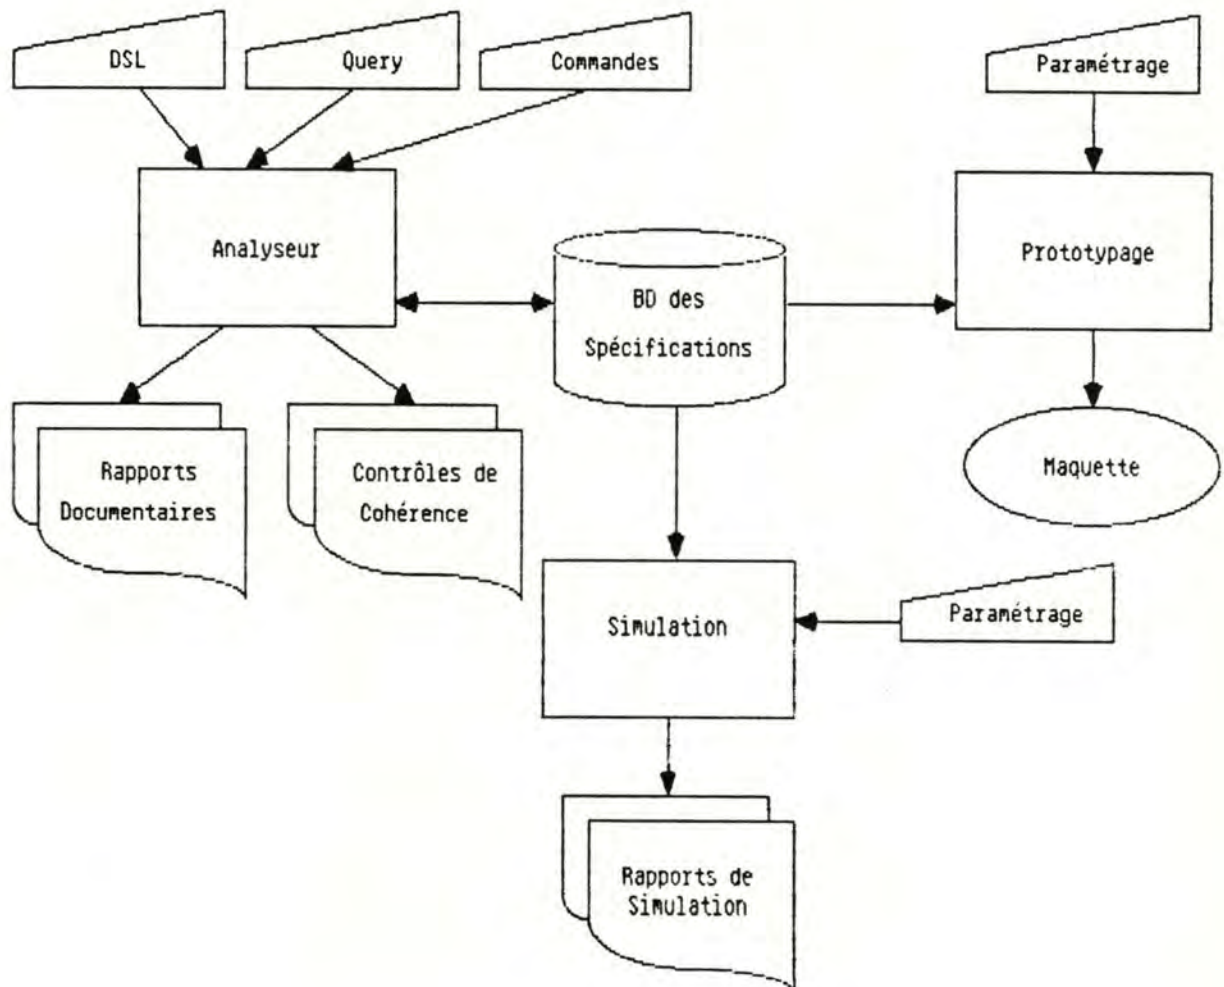 DSL
Query
Commandes
Paramétrage
Analyseur
Prototypage
BD des
Spécifications
Rapports
Documentaires
Contrôles de
Cohérence
Maquette
Simulation
Paramétrage
Rapports de
Simulation